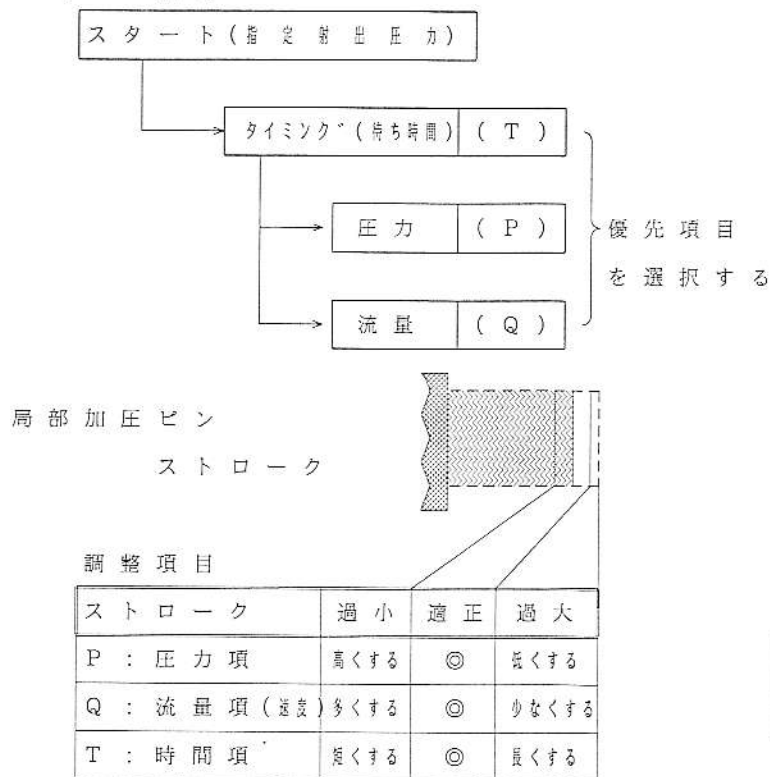 スタート(指定射出圧力)
タイミング(待ち時間) (T)
圧力 (P)
優先項目
を選択する
流量 (Q)
局部加圧ピン
ストローク
調整項目
ストローク 過小 適正 過大
P:圧力項 高くする ◎ 低くする
Q:流量項(速度) 多くする ◎ 少なくする
T:時間項 短くする ◎ 長くする